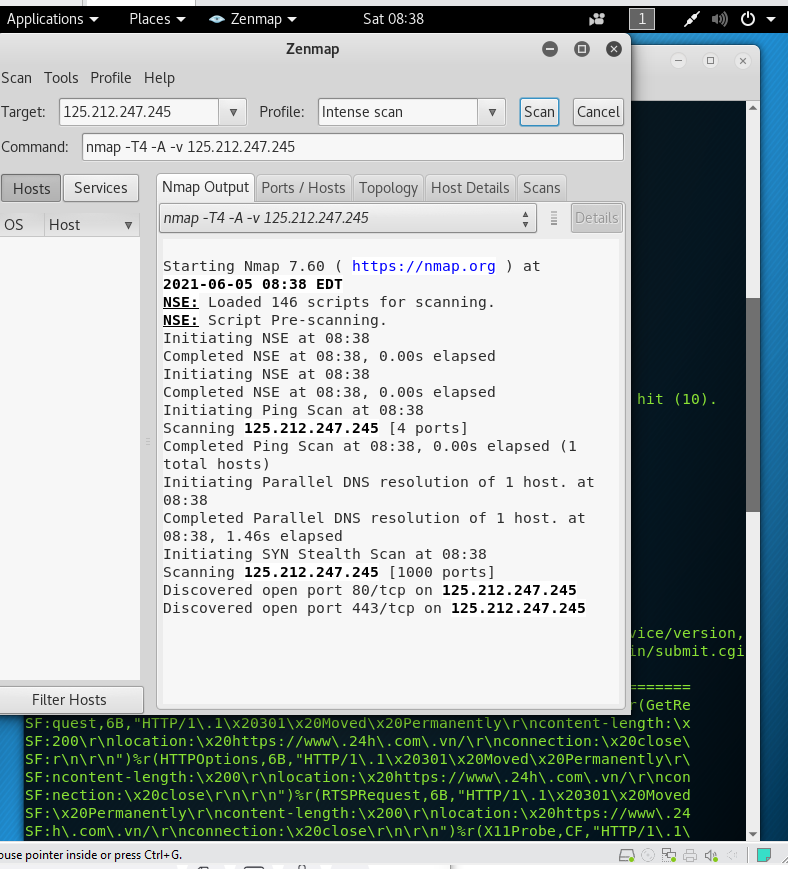 Applications Places Zenmap Sat 08:38 1
Zenmap
Scan Tools Profile Help
Target: 125.212.247.245 Profile: Intense scan Scan Cancel
Command: nmap -T4 -A -v 125.212.247.245
Hosts Services Nmap Output Ports / Hosts Topology Host Details Scans
OS Host nmap -T4 -A -v 125.212.247.245 Details
Starting Nmap 7.60 ( https://nmap.org ) at
2021-06-05 08:38 EDT
NSE: Loaded 146 scripts for scanning.
NSE: Script Pre-scanning.
Initiating NSE at 08:38
Completed NSE at 08:38, 0.00s elapsed
Initiating NSE at 08:38
Completed NSE at 08:38, 0.00s elapsed
Initiating Ping Scan at 08:38
Scanning 125.212.247.245 [4 ports]
Completed Ping Scan at 08:38, 0.00s elapsed (1
total hosts)
Initiating Parallel DNS resolution of 1 host. at
08:38
Completed Parallel DNS resolution of 1 host. at
08:38, 1.46s elapsed
Initiating SYN Stealth Scan at 08:38
Scanning 125.212.247.245 [1000 ports]
Discovered open port 80/tcp on 125.212.247.245
Discovered open port 443/tcp on 125.212.247.245
Filter Hosts
hit (10).
vice/version,
in/submit.cgi
=======
r(GetRe
SF:quest,6B,"HTTP/1\.1\x20301\x20Moved\x20Permanently\r\ncontent-length:\x
SF:200\r\nlocation:\x20https://www\.24h\.com\.vn/\r\nconnection:\x20close\
SF:r\n\r\n")%r(HTTPOptions,6B,"HTTP/1\.1\x20301\x20Moved\x20Permanently\r\
SF:ncontent-length:\x200\r\nlocation:\x20https://www\.24h\.com\.vn/\r\ncon
SF:nection:\x20close\r\n\r\n")%r(RTSPRequest,6B,"HTTP/1\.1\x20301\x20Moved
SF:\x20Permanently\r\ncontent-length:\x200\r\nlocation:\x20https://www\.24
SF:h\.com\.vn/\r\nconnection:\x20close\r\n\r\n")%r(X11Probe,CF,"HTTP/1\.1\
ouse pointer inside or press Ctrl+G.